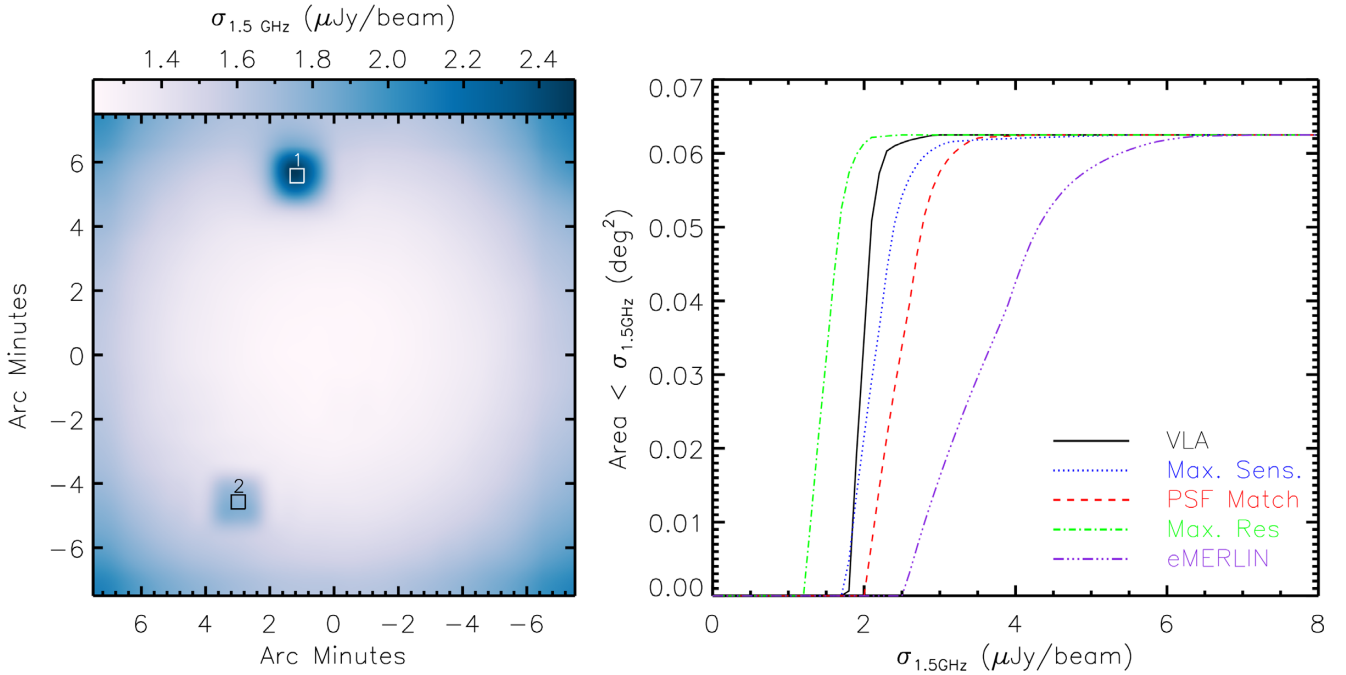 σ1.5 GHz (μJy/beam)
1.4 1.6 1.8 2.0 2.2 2.4
1
2
6
4
2
0
−2
−4
−6
Arc Minutes
6 4 2 0 −2 −4 −6
Arc Minutes
0.07
0.06
0.05
0.04
0.03
0.02
0.01
0.00
Area < σ1.5GHz (deg2)
VLA
Max. Sens.
PSF Match
Max. Res
eMERLIN
0 2 4 6 8
σ1.5GHz (μJy/beam)